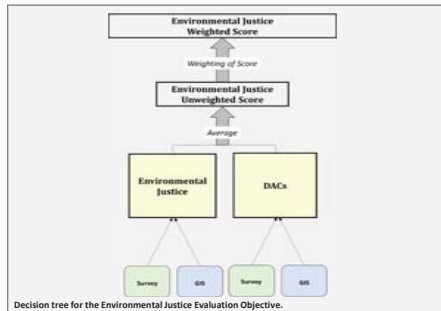 Environmental Justice
Weighted Score
Weighting of Score
Environmental Justice
Unweighted Score
Average
Environmental
Justice
DACs
Survey
GIS
Survey
GIS
Decision tree for the Environmental Justice Evaluation Objective.